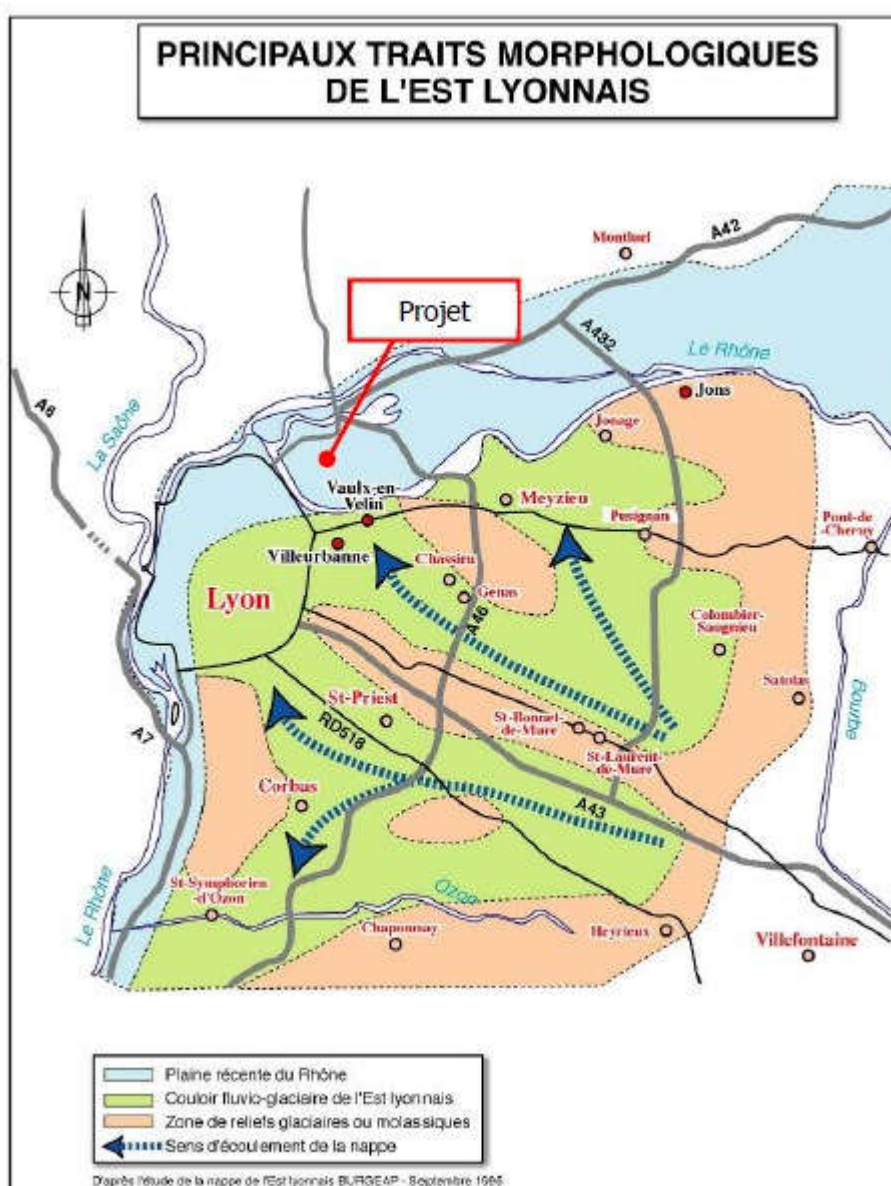 PRINCIPAUX TRAITS MORPHOLOGIQUES
DE L'EST LYONNAIS
Montluel
A42
Projet
A432
Le Rhône
N
Jons
A6
La Saône
Jonage
Vaulx-en-
Velin
Meyzieu
Pusignan
Pont-de
-Cheruy
Villeurbanne
Chassieu
Genas
Lyon
A46
Colombier-
Saugnieu
Satolas
St-Priest
St-Bonnet-
de-Mure
Bourbe
RD518
St-Laurent-
de-Mure
A7
Corbas
A43
St-Symphorien
-d'Ozon
Ozon
Le Rhône
Chaponnay
Heyrieux
Villefontaine
Plaine récente du Rhône
Couloir fluvio-glaciaire de l'Est lyonnais
Zone de reliefs glaciaires ou molassiques
Sens d'écoulement de la nappe
D'après l'étude de la nappe de l'Est lyonnais BURGEAP - Septembre 1995